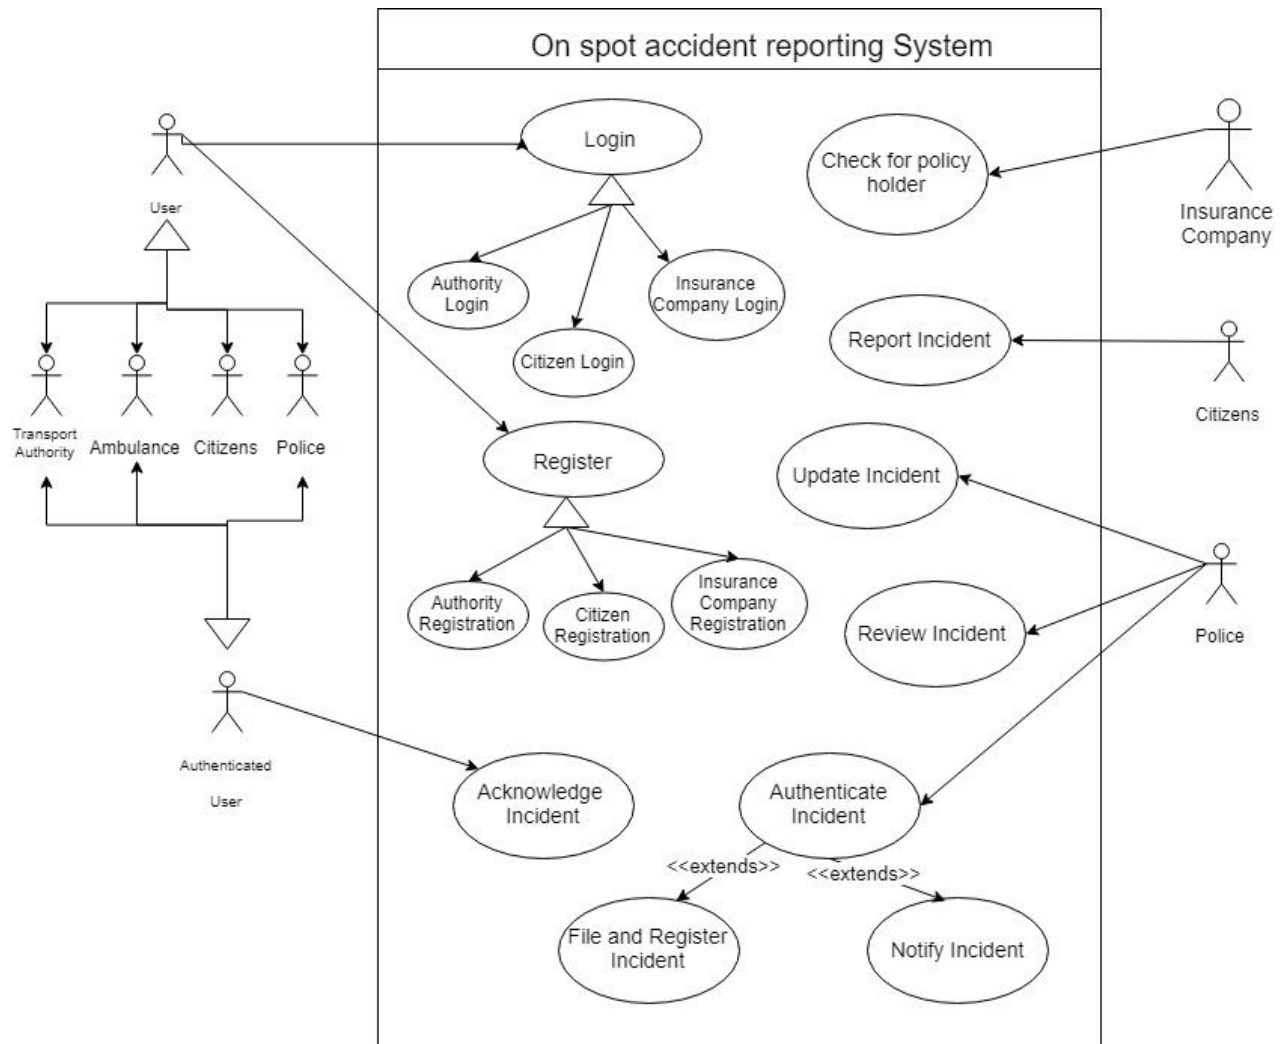 On spot accident reporting System
User
Login
Check for policy
holder
Insurance
Company
Authority
Login
Insurance
Company Login
Citizen Login
Report Incident
Citizens
Transport
Authority
Ambulance
Citizens
Police
Register
Update Incident
Authority
Registration
Citizen
Registration
Insurance
Company
Registration
Review Incident
Police
Authenticated
User
Acknowledge
Incident
Authenticate
Incident
<<extends>>
<<extends>>
File and Register
Incident
Notify Incident